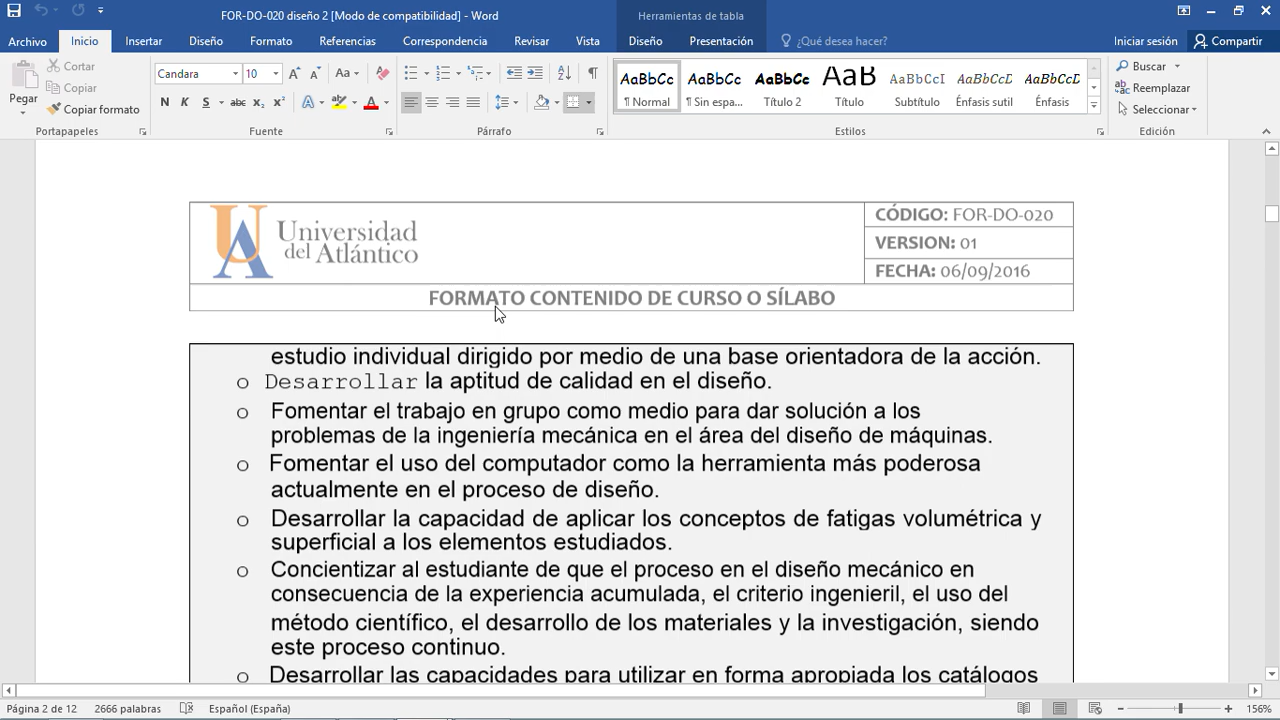 FOR-DO-020 diseño 2 [Modo de compatibilidad] - Word
Herramientas de tabla
Archivo Inicio Insertar Diseño Formato Referencias Correspondencia Revisar Vista Diseño Presentación ¿Qué desea hacer? Iniciar sesión Compartir
Pegar
Cortar
Copiar
Copiar formato
Portapapeles
Candara 10
Aa
N K S abc x₂ x² A A
Fuente
Párrafo
AaBbCc AaBbCc AaBbCc AaB AaBbCcI AaBbCcL AaBbCc
¶ Normal ¶ Sin espa... Título 2 Título Subtítulo Énfasis sutil Énfasis
Estilos
Buscar
Reemplazar
Seleccionar
Edición
Universidad
del Atlántico
CÓDIGO: FOR-DO-020
VERSION: 01
FECHA: 06/09/2016
FORMATO CONTENIDO DE CURSO O SÍLABO
estudio individual dirigido por medio de una base orientadora de la acción.
o Desarrollar la aptitud de calidad en el diseño.
o Fomentar el trabajo en grupo como medio para dar solución a los
problemas de la ingeniería mecánica en el área del diseño de máquinas.
o Fomentar el uso del computador como la herramienta más poderosa
actualmente en el proceso de diseño.
o Desarrollar la capacidad de aplicar los conceptos de fatigas volumétrica y
superficial a los elementos estudiados.
o Concientizar al estudiante de que el proceso en el diseño mecánico en
consecuencia de la experiencia acumulada, el criterio ingenieril, el uso del
método científico, el desarrollo de los materiales y la investigación, siendo
este proceso continuo.
o Desarrollar las capacidades para utilizar en forma apropiada los catálogos
Página 2 de 12 2666 palabras Español (España) 156%